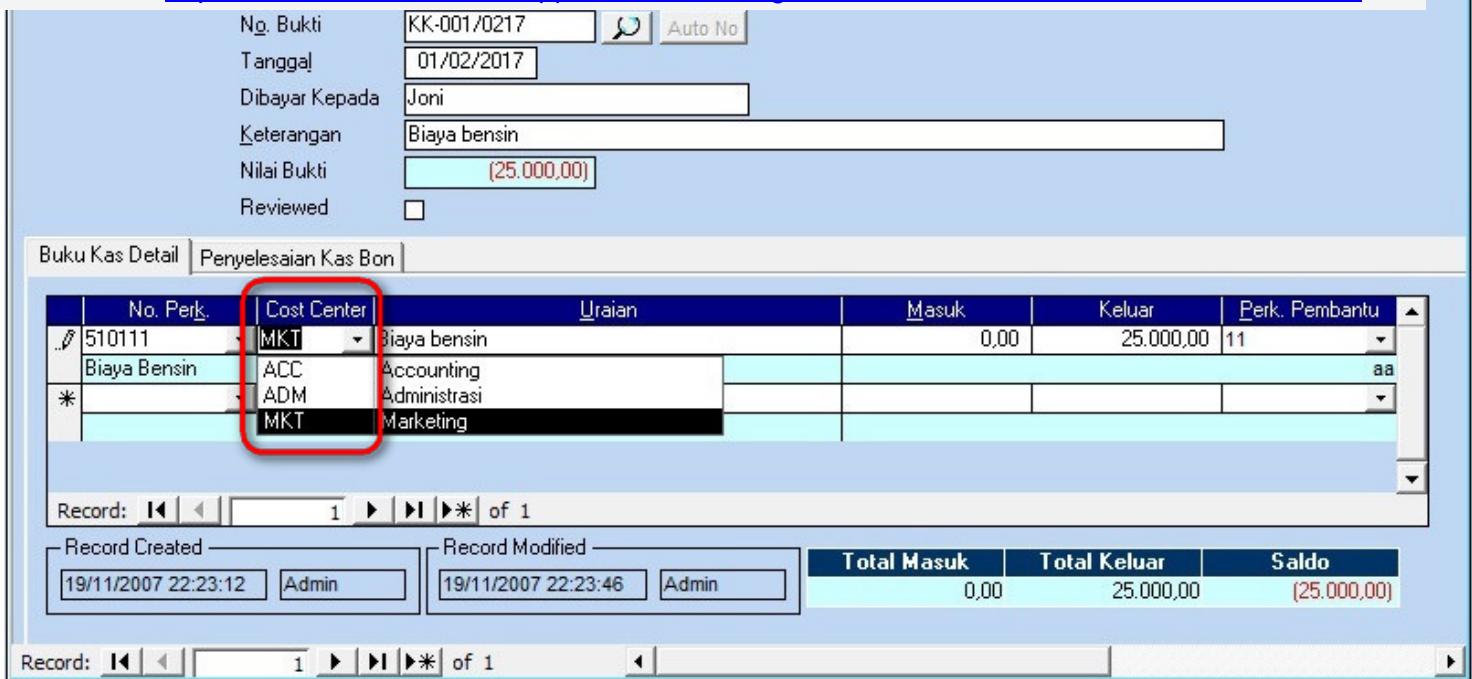 No. Bukti KK-001/0217 Auto No
Tanggal 01/02/2017
Dibayar Kepada Joni
Keterangan Biaya bensin
Nilai Bukti (25.000,00)
Reviewed
Buku Kas Detail Penyelesaian Kas Bon
No. Perk. Cost Center Uraian Masuk Keluar Perk. Pembantu
510111 MKT Biaya bensin 0,00 25.000,00 11
Biaya Bensin ACC Accounting aa
* ADM Administrasi
MKT Marketing
Record: 1 of 1
Record Created Record Modified
Total Masuk Total Keluar Saldo
19/11/2007 22:23:12 Admin 19/11/2007 22:23:46 Admin 0,00 25.000,00 (25.000,00)
Record: 1 of 1